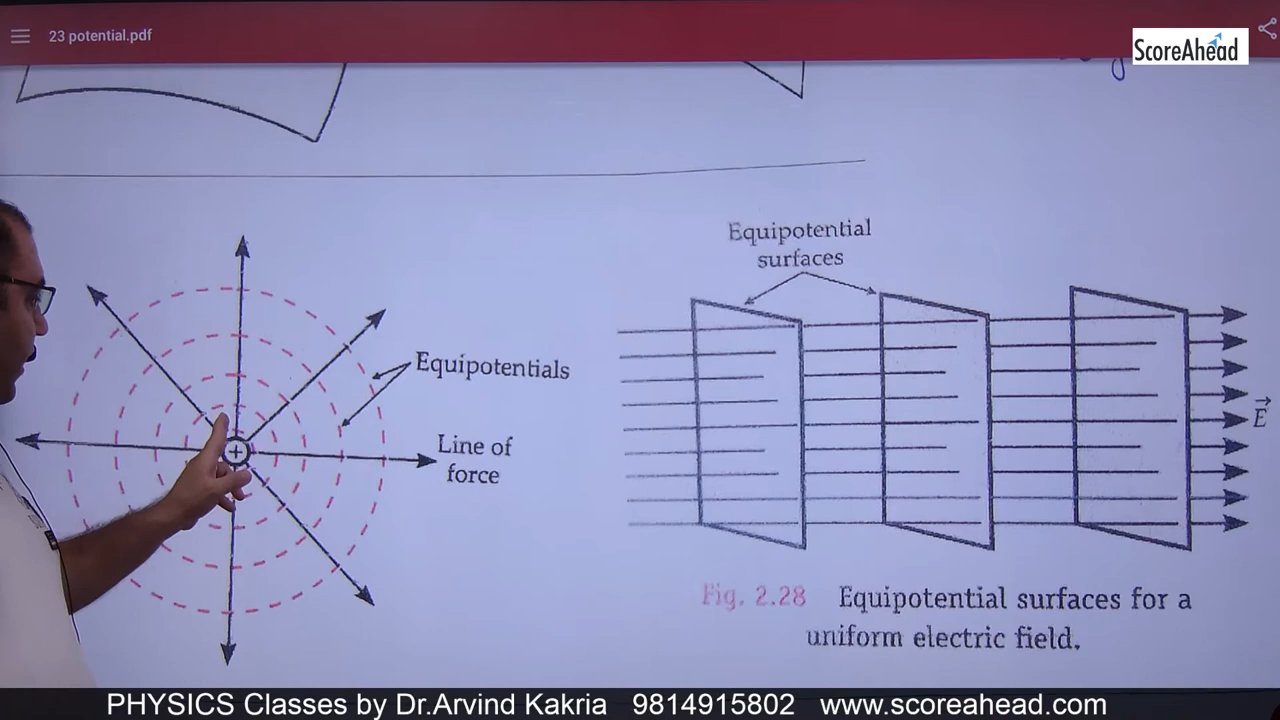 23 potential.pdf
ScoreAhead
Equipotential
surfaces
Equipotentials
Line of
force
+
E
Fig. 2.28 Equipotential surfaces for a
uniform electric field.
PHYSICS Classes by Dr.Arvind Kakria 9814915802 www.scoreahead.com